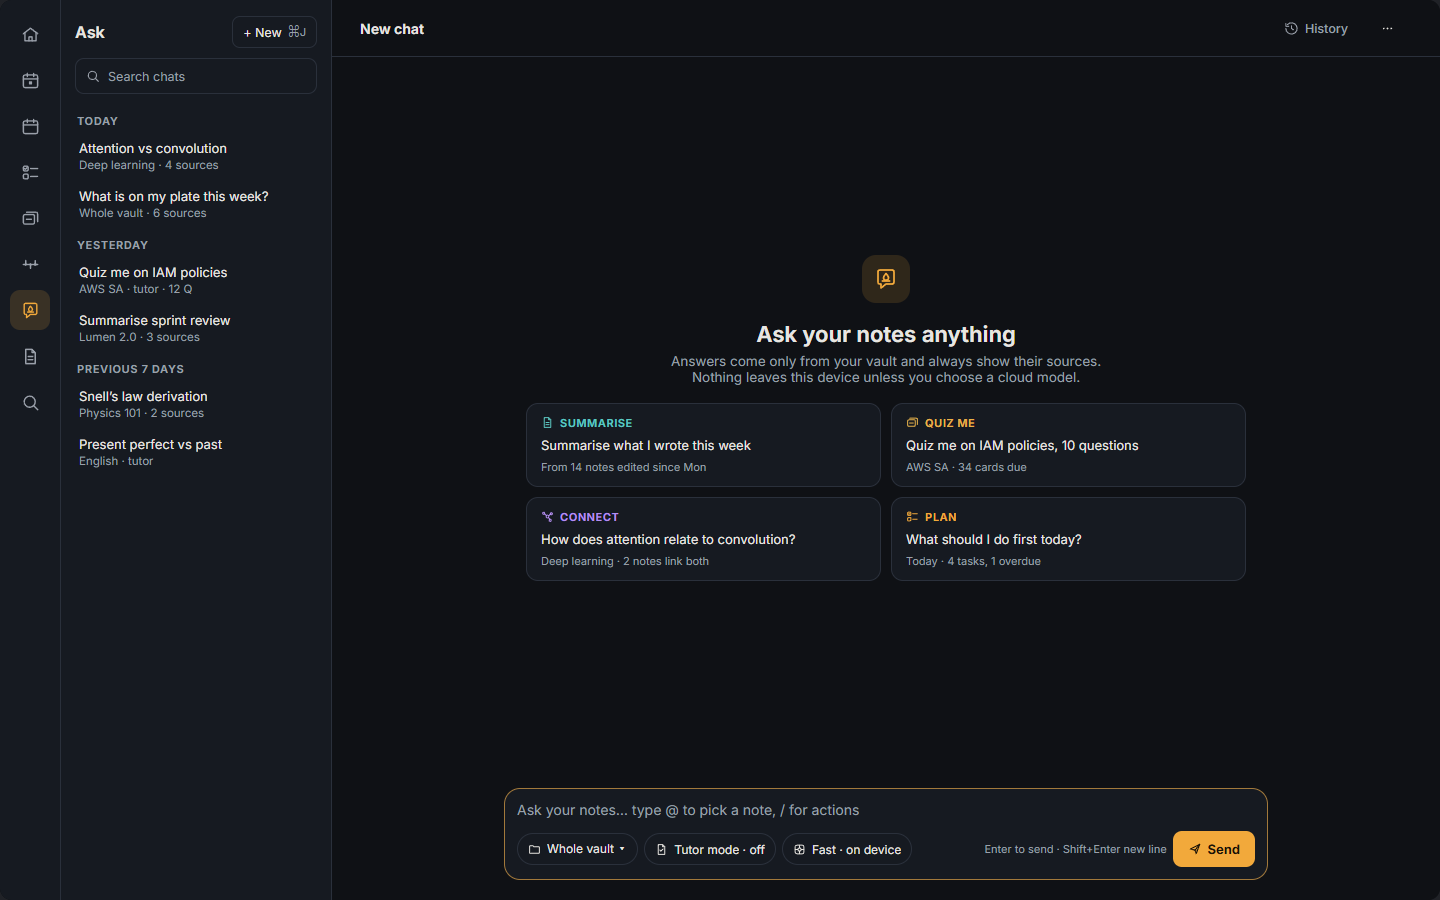 Ask
+ New ⌘J
Search chats
TODAY
Attention vs convolution
Deep learning · 4 sources
What is on my plate this week?
Whole vault · 6 sources
YESTERDAY
Quiz me on IAM policies
AWS SA · tutor · 12 Q
Summarise sprint review
Lumen 2.0 · 3 sources
PREVIOUS 7 DAYS
Snell’s law derivation
Physics 101 · 2 sources
Present perfect vs past
English · tutor
New chat
History
Ask your notes anything
Answers come only from your vault and always show their sources.
Nothing leaves this device unless you choose a cloud model.
SUMMARISE
Summarise what I wrote this week
From 14 notes edited since Mon
QUIZ ME
Quiz me on IAM policies, 10 questions
AWS SA · 34 cards due
CONNECT
How does attention relate to convolution?
Deep learning · 2 notes link both
PLAN
What should I do first today?
Today · 4 tasks, 1 overdue
Ask your notes... type @ to pick a note, / for actions
Whole vault
Tutor mode · off
Fast · on device
Enter to send · Shift+Enter new line
Send